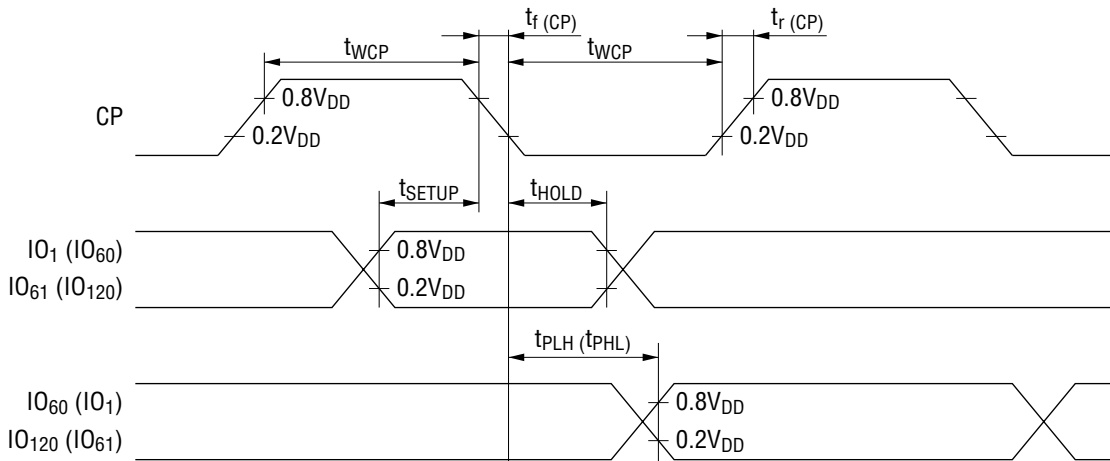 tf (CP)
tr (CP)
tWCP
tWCP
CP
0.8VDD
0.8VDD
0.2VDD
0.2VDD
tSETUP
tHOLD
IO1 (IO60)
0.8VDD
IO61 (IO120)
0.2VDD
tPLH (tPHL)
IO60 (IO1)
0.8VDD
IO120 (IO61)
0.2VDD